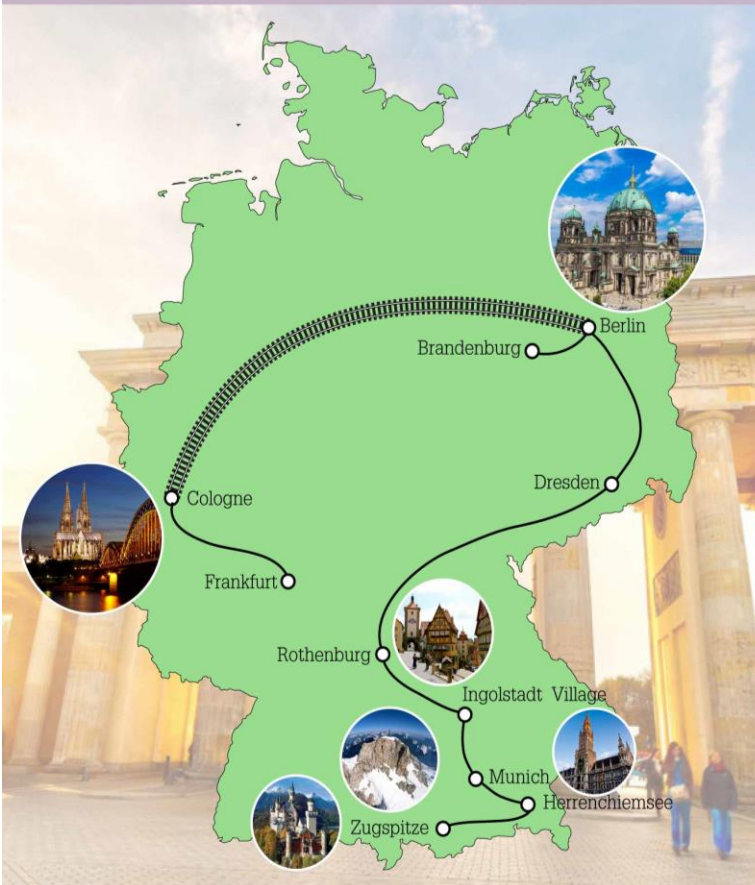 Berlin
Brandenburg
Dresden
Cologne
Frankfurt
Rothenburg
Ingolstadt Village
Munich
Herrenchiemsee
Zugspitze